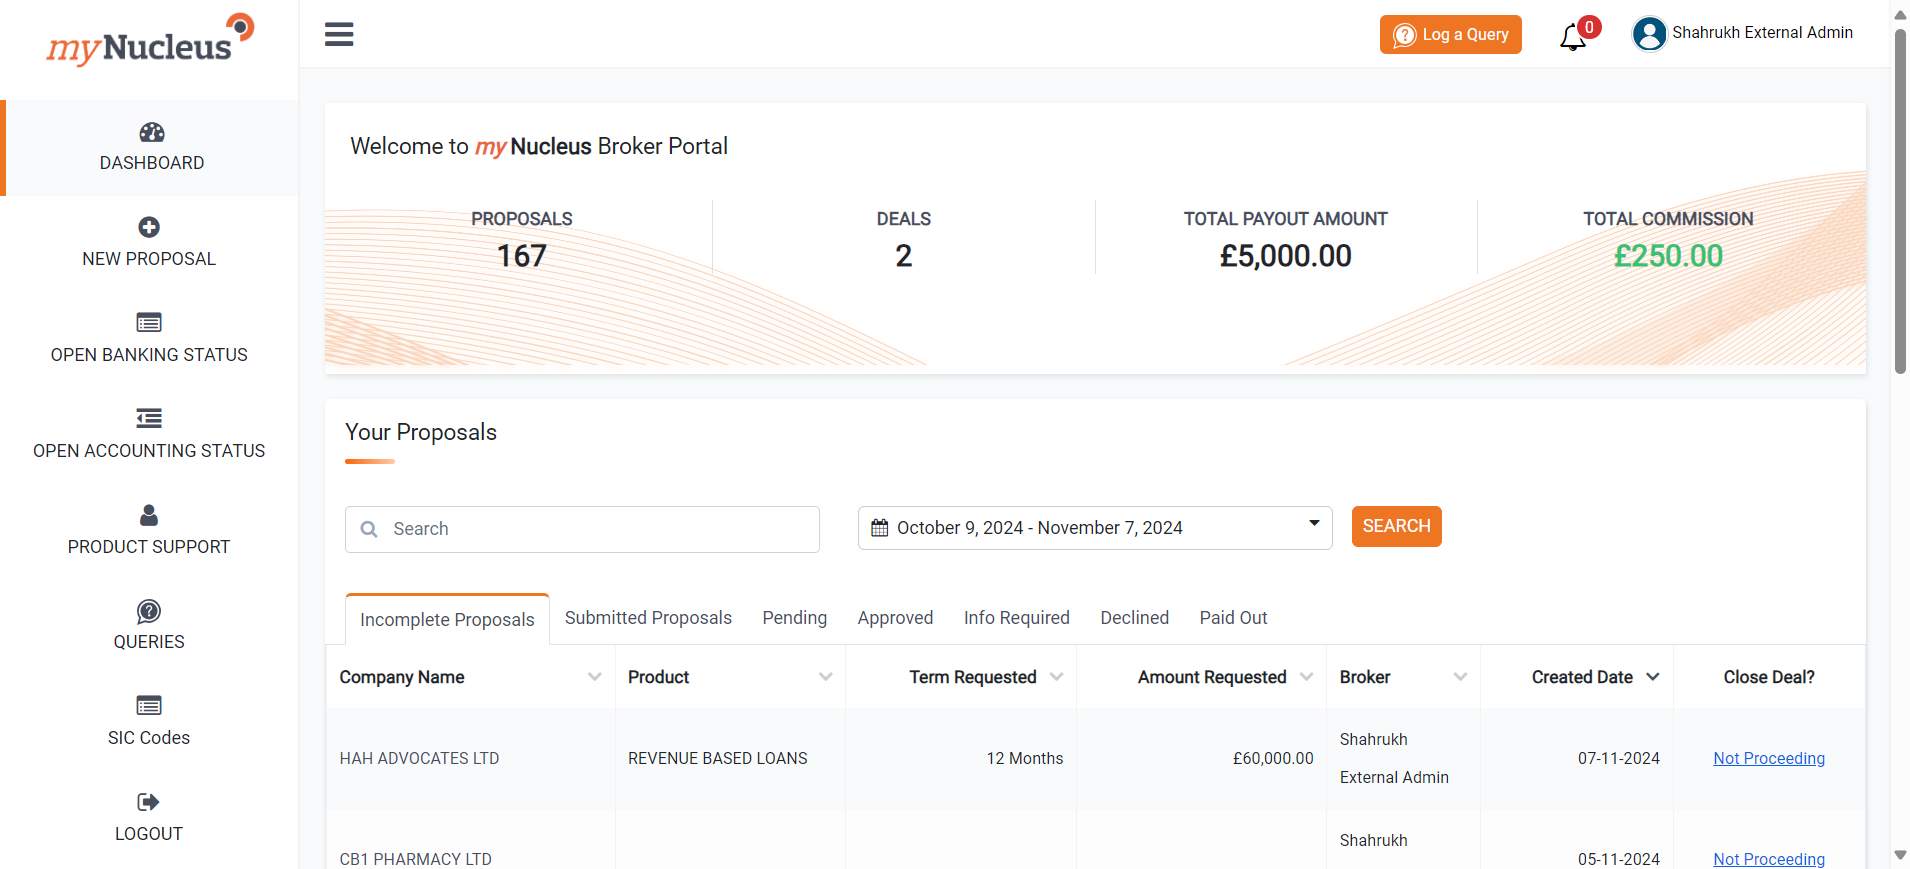 myNucleus
Log a Query
0
Shahrukh External Admin
DASHBOARD
NEW PROPOSAL
OPEN BANKING STATUS
OPEN ACCOUNTING STATUS
PRODUCT SUPPORT
QUERIES
SIC Codes
LOGOUT
Welcome to my Nucleus Broker Portal
PROPOSALS
167
DEALS
2
TOTAL PAYOUT AMOUNT
£5,000.00
TOTAL COMMISSION
£250.00
Your Proposals
Search
October 9, 2024 - November 7, 2024
SEARCH
Incomplete Proposals Submitted Proposals Pending Approved Info Required Declined Paid Out
Company Name Product Term Requested Amount Requested Broker Created Date Close Deal?
HAH ADVOCATES LTD REVENUE BASED LOANS 12 Months £60,000.00 Shahrukh
External Admin 07-11-2024 Not Proceeding
CB1 PHARMACY LTD Shahrukh 05-11-2024 Not Proceeding